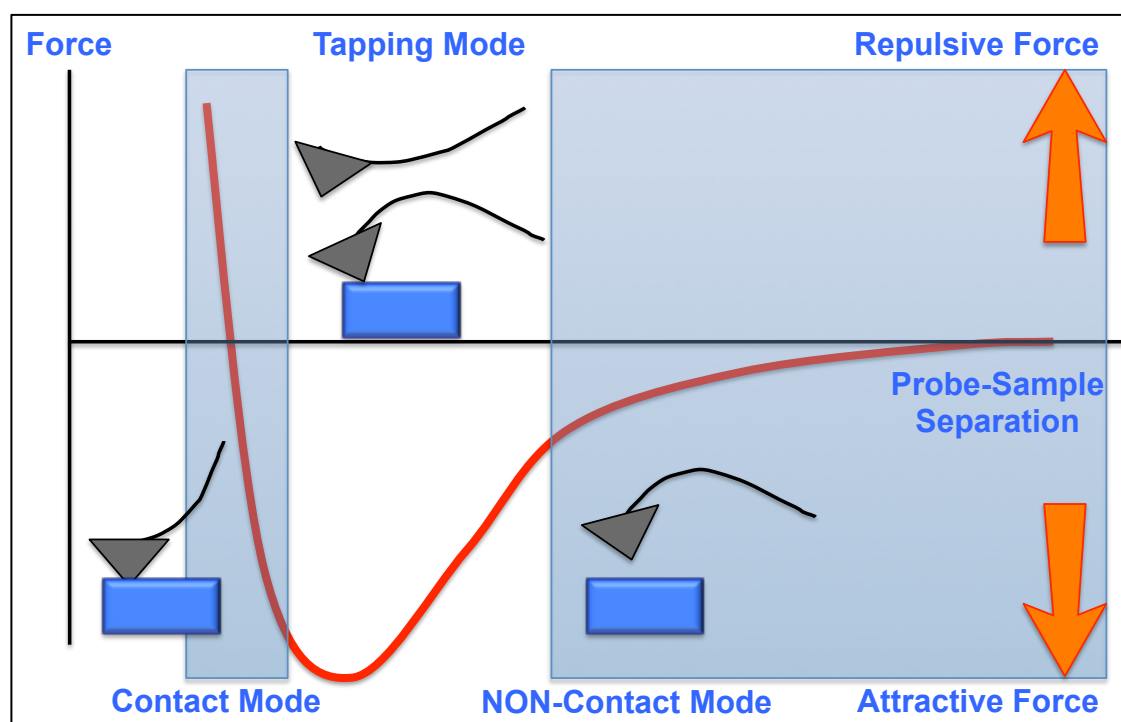 Force
Tapping Mode
Repulsive Force
Probe-Sample
Separation
Contact Mode
NON-Contact Mode
Attractive Force